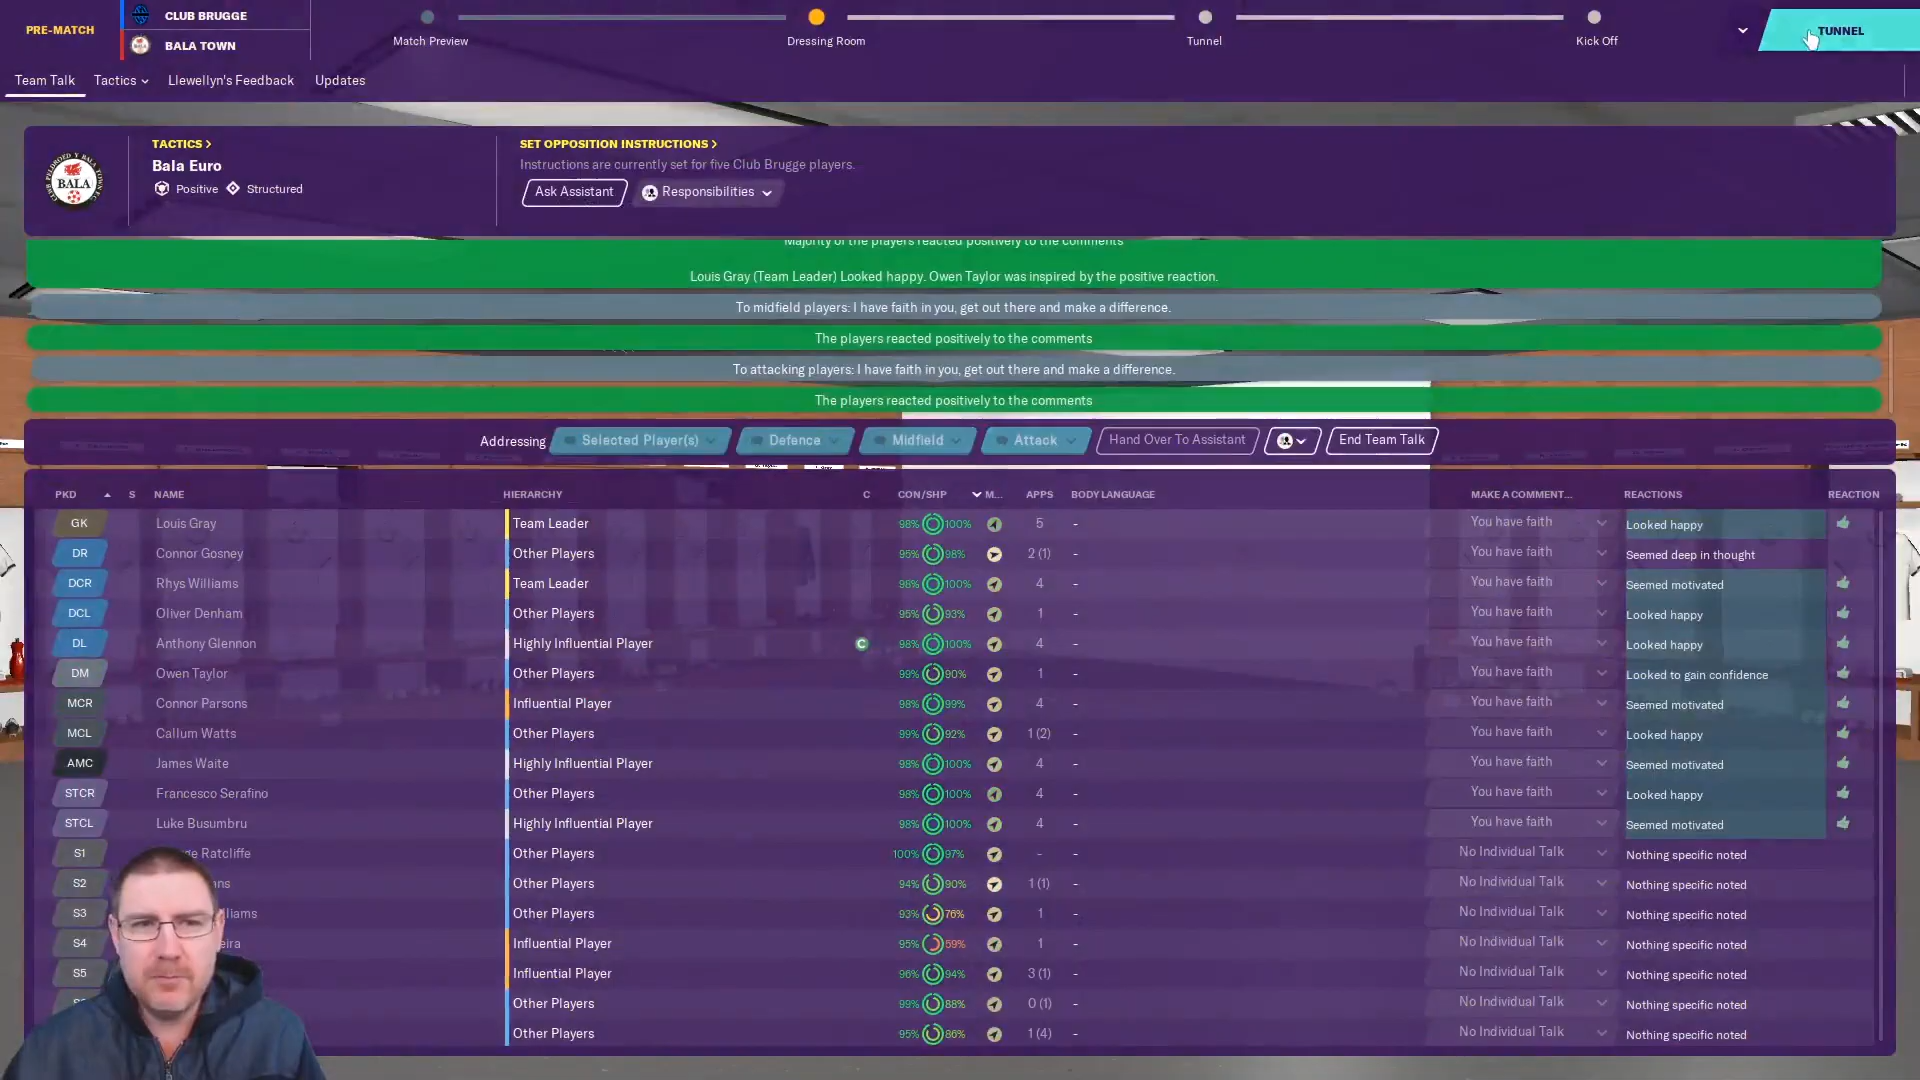 PRE-MATCH
CLUB BRUGGE
BALA TOWN
Match Preview
Dressing Room
Tunnel
Kick Off
TUNNEL
Team Talk
Tactics
Llewellyn's Feedback
Updates
BALA
TACTICS >
Bala Euro
Positive Structured
SET OPPOSITION INSTRUCTIONS >
Instructions are currently set for five Club Brugge players.
Ask Assistant Responsibilities
Majority of the players reacted positively to the comments
Louis Gray (Team Leader) Looked happy. Owen Taylor was inspired by the positive reaction.
To midfield players: I have faith in you, get out there and make a difference.
The players reacted positively to the comments
To attacking players: I have faith in you, get out there and make a difference.
The players reacted positively to the comments
Addressing Selected Player(s) Defence Midfield Attack Hand Over To Assistant End Team Talk
PKD S NAME HIERARCHY C CON/SHP M... APPS BODY LANGUAGE MAKE A COMMENT... REACTIONS REACTION
GK Louis Gray Team Leader 98% 100% 5 - You have faith Looked happy
DR Connor Gosney Other Players 95% 98% 2 (1) - You have faith Seemed deep in thought
DCR Rhys Williams Team Leader 98% 100% 4 - You have faith Seemed motivated
DCL Oliver Denham Other Players 95% 93% 1 - You have faith Looked happy
DL Anthony Glennon Highly Influential Player C 98% 100% 4 - You have faith Looked happy
DM Owen Taylor Other Players 99% 90% 1 - You have faith Looked to gain confidence
MCR Connor Parsons Influential Player 98% 99% 4 - You have faith Seemed motivated
MCL Callum Watts Other Players 99% 92% 1 (2) - You have faith Looked happy
AMC James Waite Highly Influential Player 98% 100% 4 - You have faith Seemed motivated
STCR Francesco Serafino Other Players 98% 100% 4 - You have faith Looked happy
STCL Luke Busumbru Highly Influential Player 98% 100% 4 - You have faith Seemed motivated
S1 Ratcliffe Other Players 100% 97% - - No Individual Talk Nothing specific noted
S2 Other Players 94% 90% 1 (1) - No Individual Talk Nothing specific noted
S3 Other Players 93% 76% 1 - No Individual Talk Nothing specific noted
S4 Influential Player 95% 59% 1 - No Individual Talk Nothing specific noted
S5 Influential Player 96% 94% 3 (1) - No Individual Talk Nothing specific noted
Other Players 99% 88% 0 (1) - No Individual Talk Nothing specific noted
Other Players 95% 86% 1 (4) - No Individual Talk Nothing specific noted